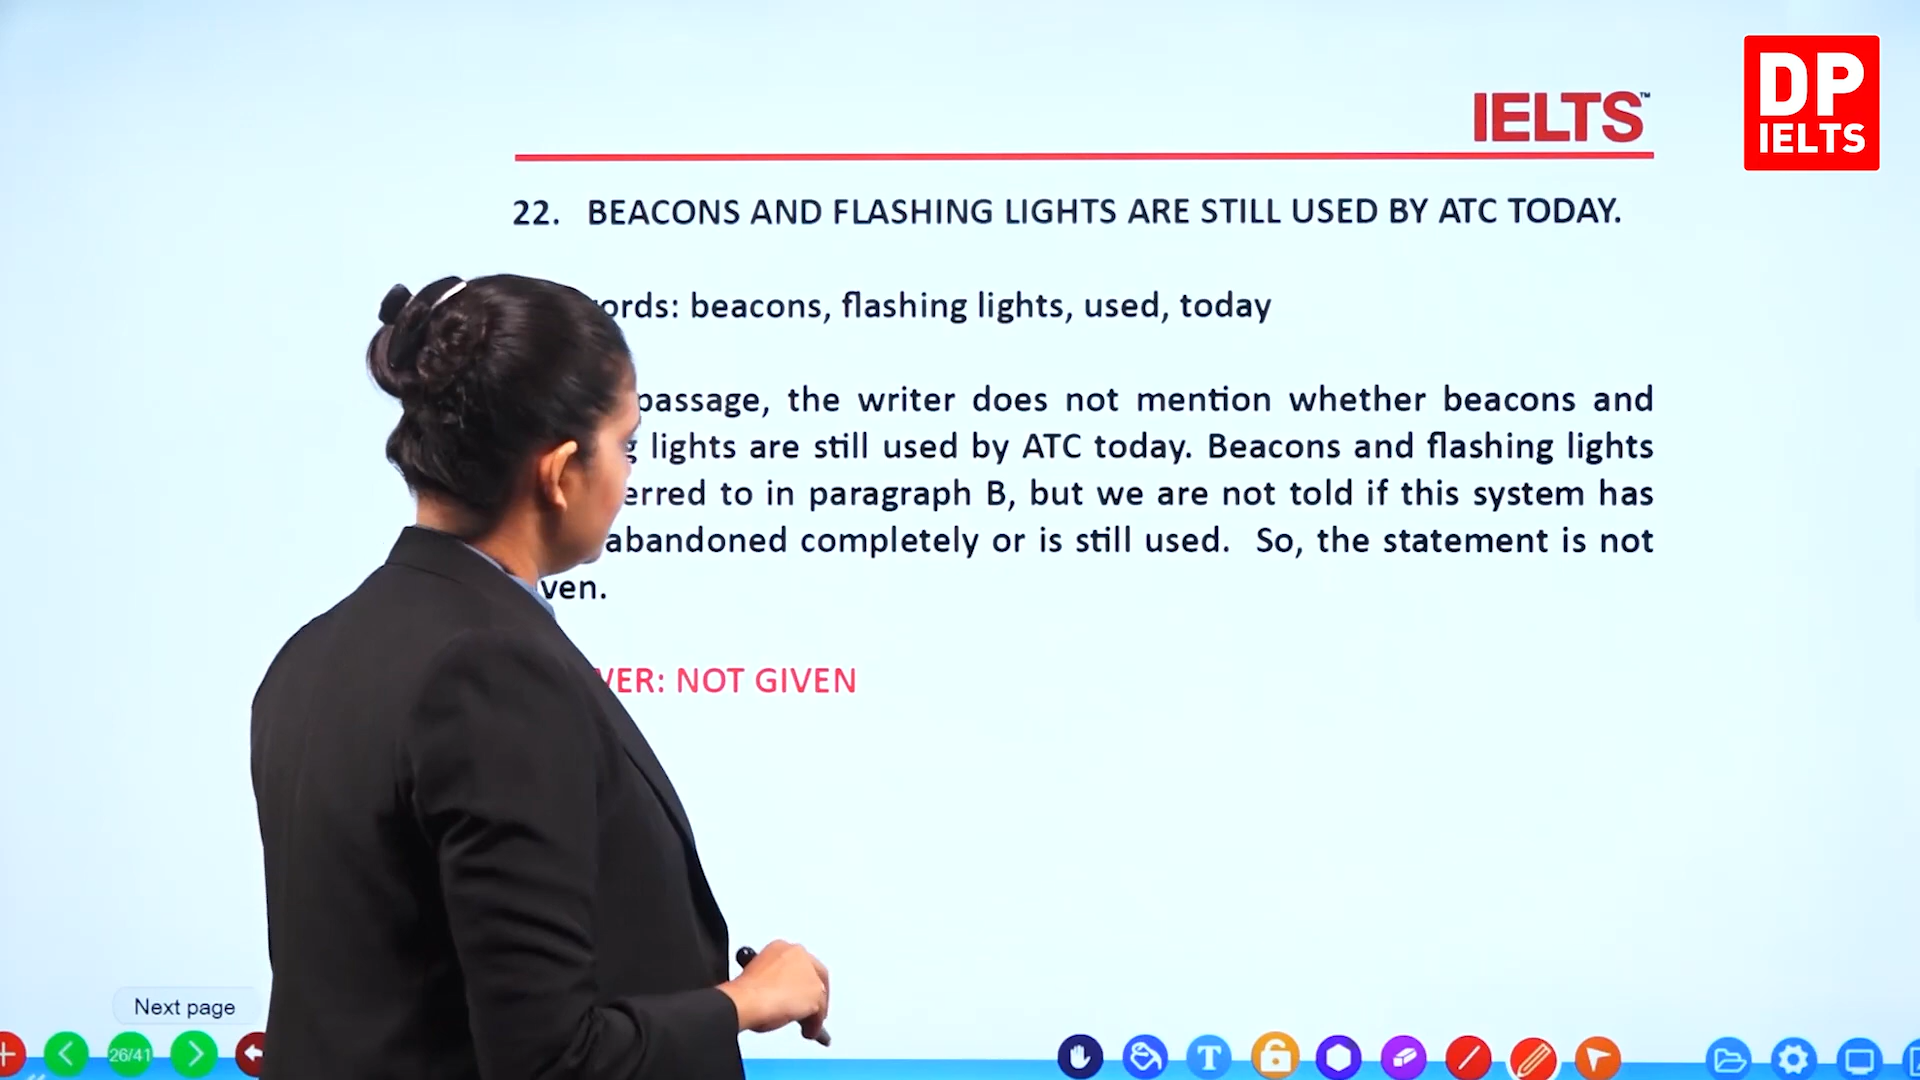 DP
IELTS
IELTS™
22. BEACONS AND FLASHING LIGHTS ARE STILL USED BY ATC TODAY.
ords: beacons, flashing lights, used, today
passage, the writer does not mention whether beacons and
g lights are still used by ATC today. Beacons and flashing lights
erred to in paragraph B, but we are not told if this system has
abandoned completely or is still used. So, the statement is not
ven.
VER: NOT GIVEN
Next page
26/41
T